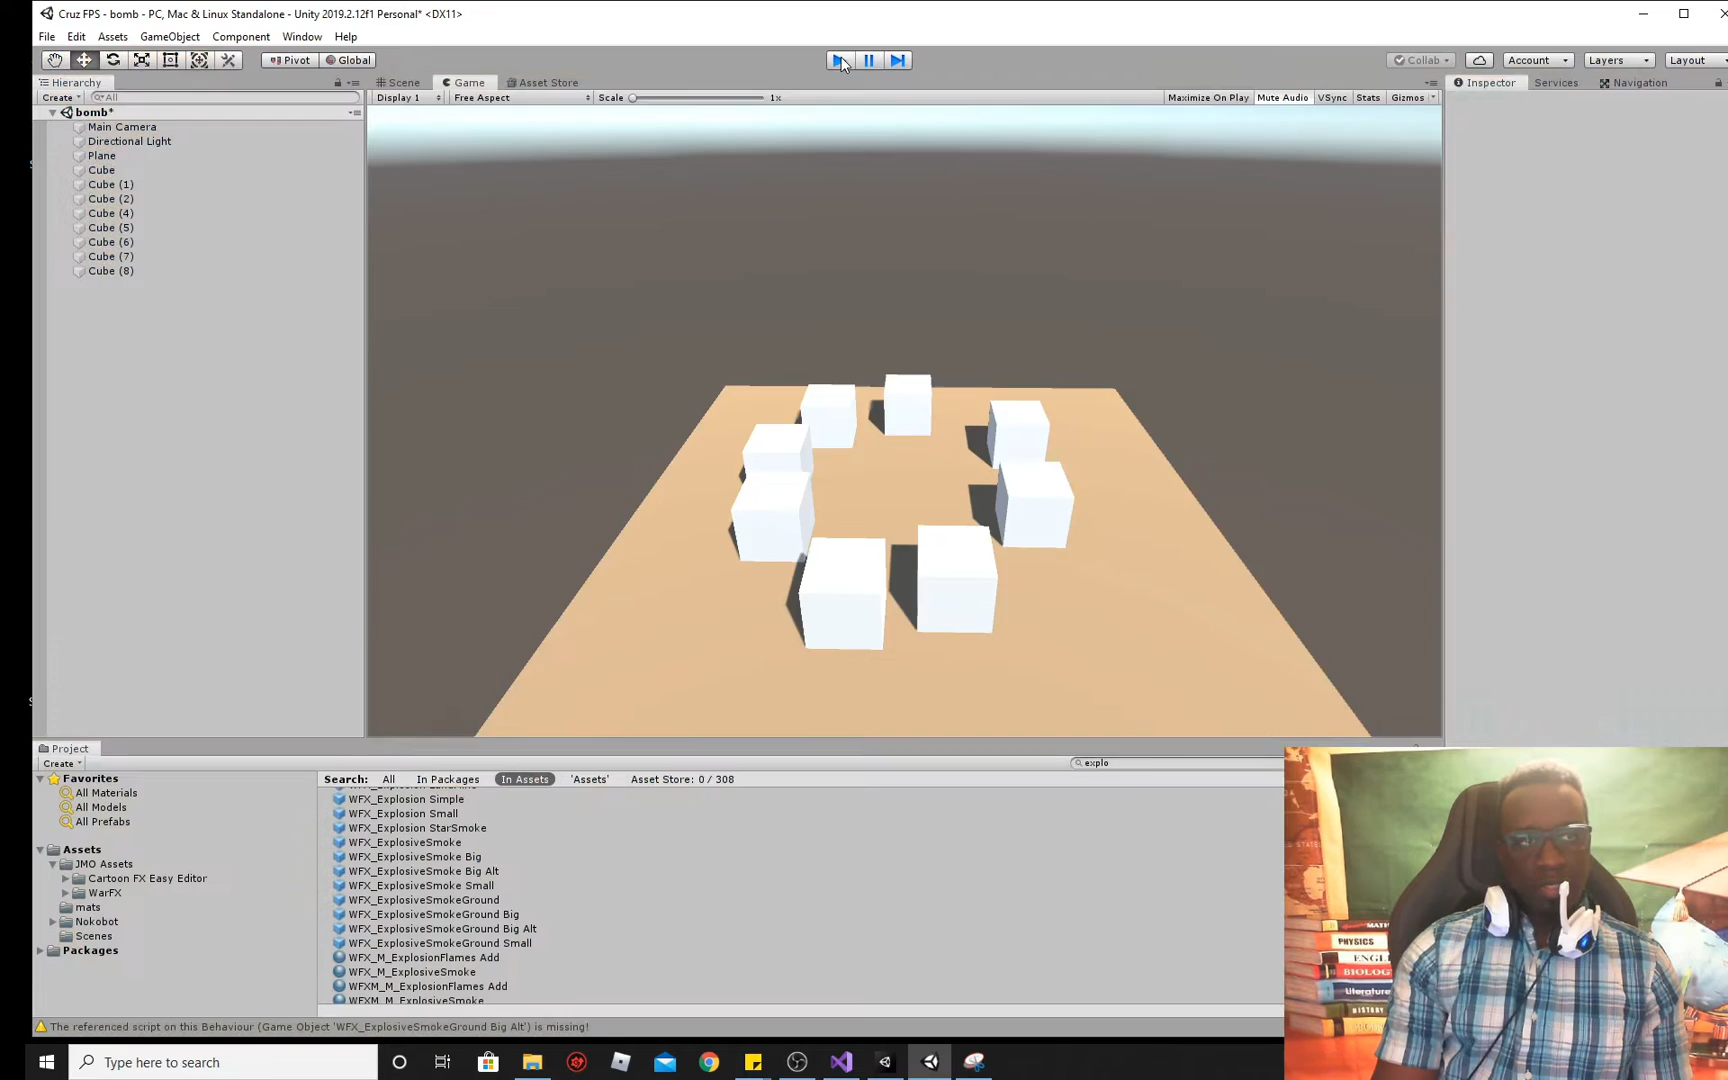 Cruz FPS - bomb - PC, Mac & Linux Standalone - Unity 2019.2.12f1 Personal* <DX11>
File Edit Assets GameObject Component Window Help
Pivot Global Collab Account Layers Layout
Hierarchy Scene Game Asset Store Inspector Services Navigation
Create All Display 1 Free Aspect Scale 1x Maximize On Play Mute Audio VSync Stats Gizmos
bomb*
Main Camera
Directional Light
Plane
Cube
Cube (1)
Cube (2)
Cube (4)
Cube (5)
Cube (6)
Cube (7)
Cube (8)
Project
Create explo
Favorites
All Materials
All Models
All Prefabs
Assets
JMO Assets
Cartoon FX Easy Editor
WarFX
mats
Nokobot
Scenes
Packages
Search: All In Packages In Assets 'Assets' Asset Store: 0 / 308
WFX_Explosion Simple
WFX_Explosion Small
WFX_Explosion StarSmoke
WFX_ExplosiveSmoke
WFX_ExplosiveSmoke Big
WFX_ExplosiveSmoke Big Alt
WFX_ExplosiveSmoke Small
WFX_ExplosiveSmokeGround
WFX_ExplosiveSmokeGround Big
WFX_ExplosiveSmokeGround Big Alt
WFX_ExplosiveSmokeGround Small
WFX_M_ExplosionFlames Add
WFX_M_ExplosiveSmoke
WFXM_M_ExplosionFlames Add
WFXM_M_ExplosiveSmoke
The referenced script on this Behaviour (Game Object 'WFX_ExplosiveSmokeGround Big Alt') is missing!
Type here to search
PHYSICS
BIOLO
Literature
HISTORY